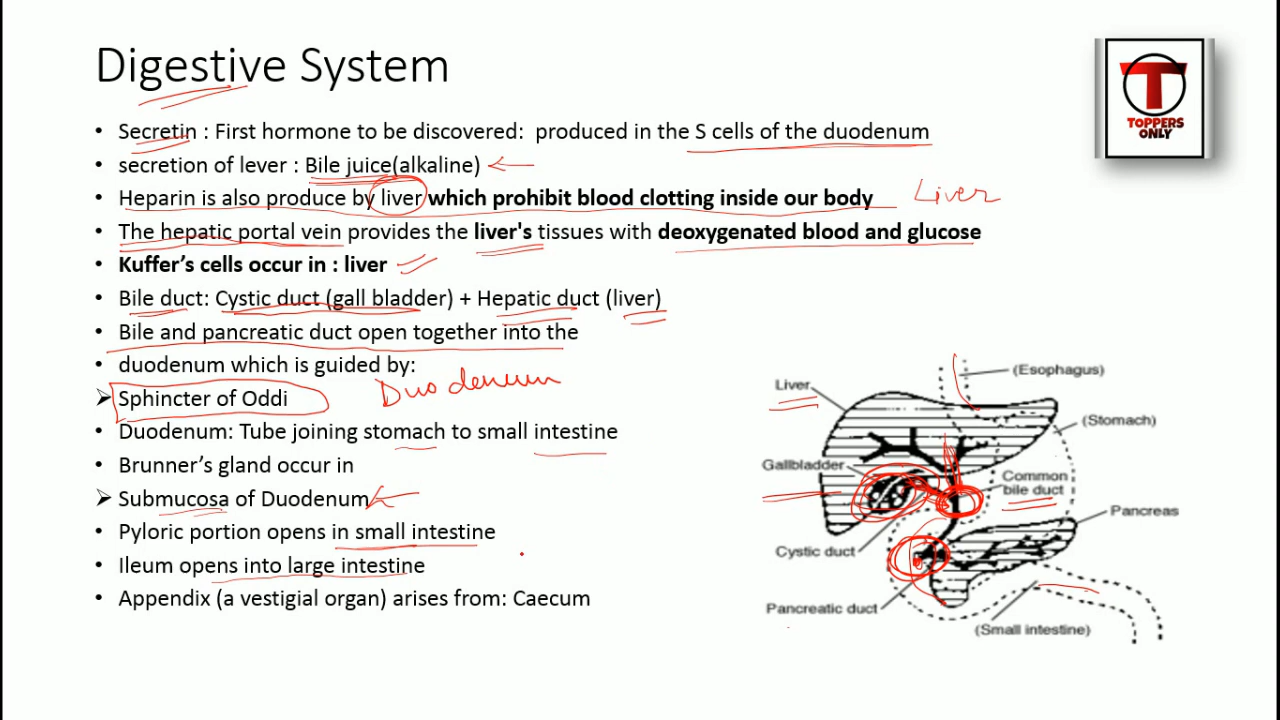 Digestive System
T
TOPPERS
ONLY
• Secretin : First hormone to be discovered: produced in the S cells of the duodenum
• secretion of lever : Bile juice(alkaline)
• Heparin is also produce by liver which prohibit blood clotting inside our body
Liver
• The hepatic portal vein provides the liver's tissues with deoxygenated blood and glucose
• Kuffer's cells occur in : liver
• Bile duct: Cystic duct (gall bladder) + Hepatic duct (liver)
• Bile and pancreatic duct open together into the
• duodenum which is guided by:
Duodenum
➢ Sphincter of Oddi
• Duodenum: Tube joining stomach to small intestine
• Brunner's gland occur in
➢ Submucosa of Duodenum
• Pyloric portion opens in small intestine
• Ileum opens into large intestine
• Appendix (a vestigial organ) arises from: Caecum
(Esophagus)
Liver
(Stomach)
Gallbladder
Common
bile duct
Pancreas
Cystic duct
Pancreatic duct
(Small intestine)